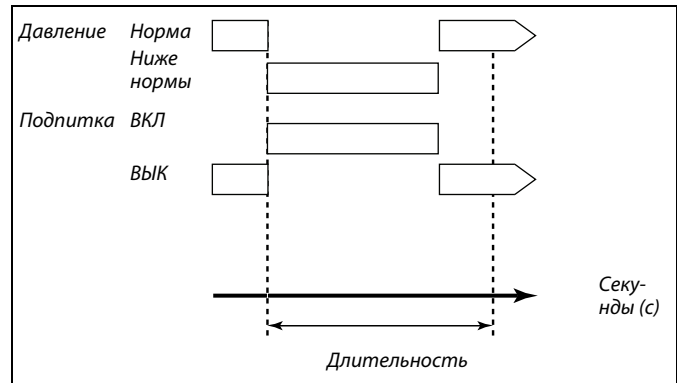 Давление Норма
Ниже
нормы
Подпитка ВКЛ
ВЫК
Секу-
нды (с)
Длительность